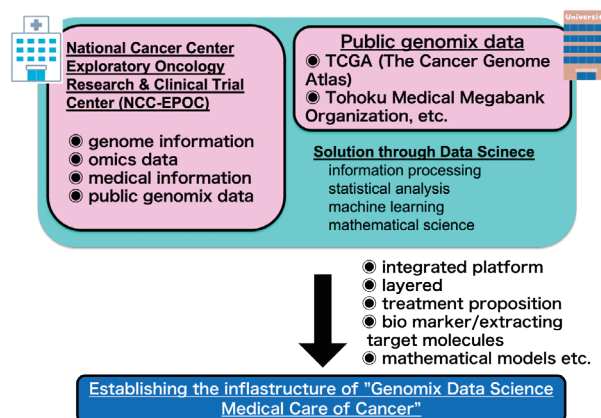 University
National Cancer Center
Exploratory Oncology
Research & Clinical Trial
Center (NCC-EPOC)
◉ genome information
◉ omics data
◉ medical information
◉ public genomix data
Public genomix data
◉ TCGA (The Cancer Genome
Atlas)
◉ Tohoku Medical Megabank
Organization, etc.
Solution through Data Scinece
information processing
statistical analysis
machine learning
mathematical science
◉ integrated platform
◉ layered
◉ treatment proposition
◉ bio marker/extracting
target molecules
◉ mathematical models etc.
Establishing the inflastructure of "Genomix Data Science
Medical Care of Cancer"